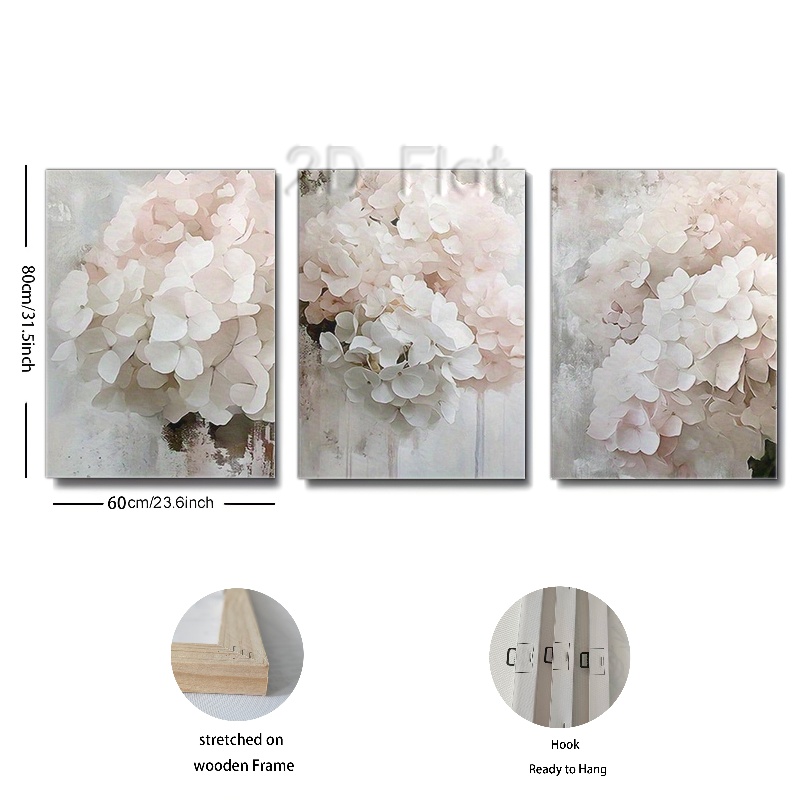 2D Flat
80cm/31.5inch
60cm/23.6inch
stretched on
wooden Frame
Hook
Ready to Hang